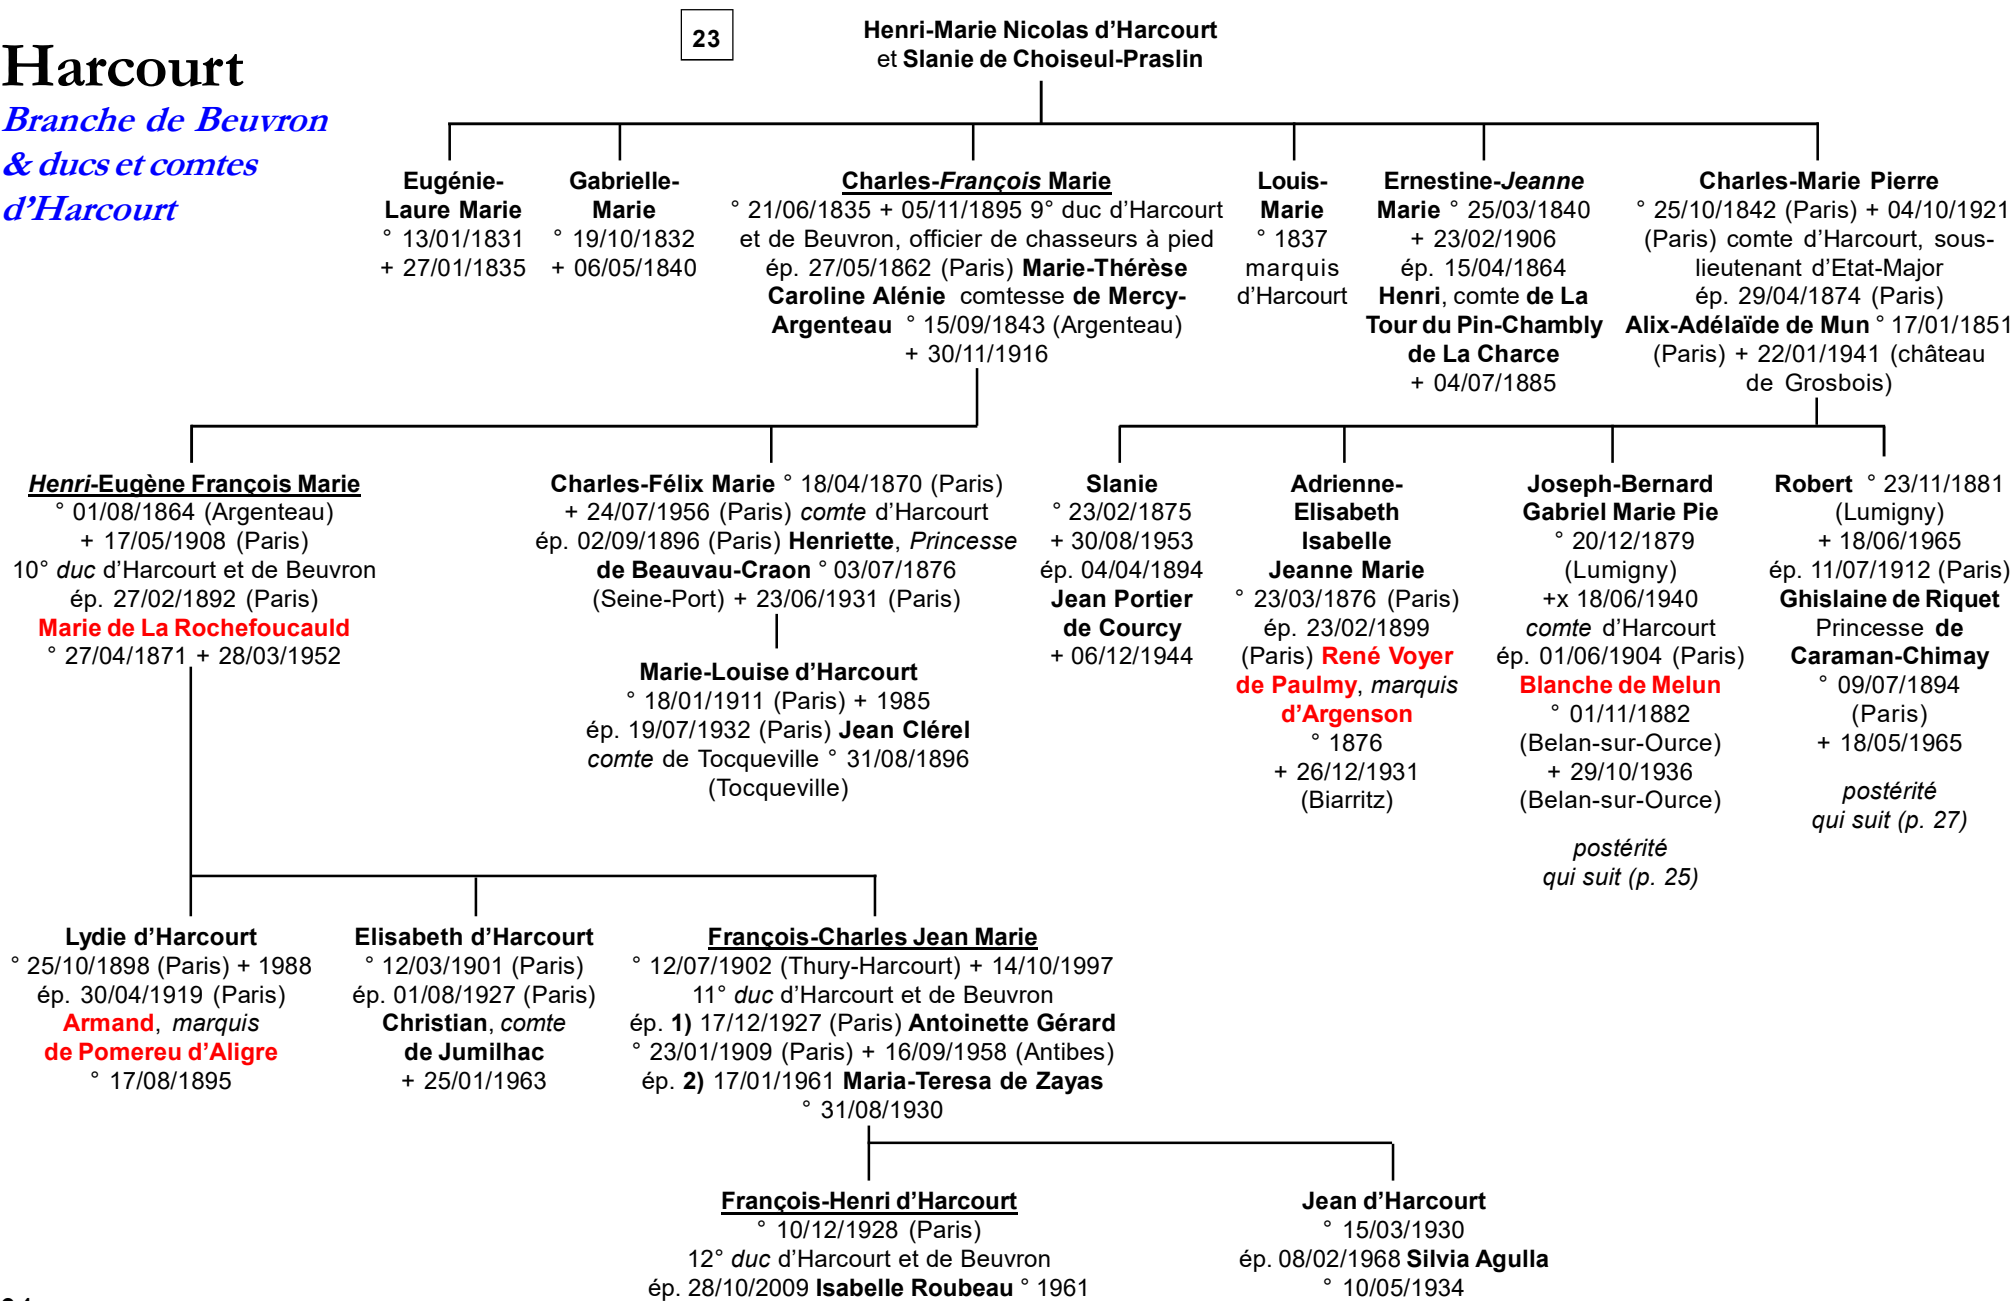 Harcourt
Branche de Beuvron
& ducs et comtes
d’Harcourt
23
Henri-Marie Nicolas d’Harcourt
et Slanie de Choiseul-Praslin
Eugénie-
Laure Marie
° 13/01/1831
+ 27/01/1835
Gabrielle-
Marie
° 19/10/1832
+ 06/05/1840
Charles-François Marie
° 21/06/1835 + 05/11/1895 9° duc d’Harcourt
et de Beuvron, officier de chasseurs à pied
ép. 27/05/1862 (Paris) Marie-Thérèse
Caroline Alénie comtesse de Mercy-
Argenteau ° 15/09/1843 (Argenteau)
+ 30/11/1916
Louis-
Marie
° 1837
marquis
d’Harcourt
Ernestine-Jeanne
Marie ° 25/03/1840
+ 23/02/1906
ép. 15/04/1864
Henri, comte de La
Tour du Pin-Chambly
de La Charce
+ 04/07/1885
Charles-Marie Pierre
° 25/10/1842 (Paris) + 04/10/1921
(Paris) comte d’Harcourt, sous-
lieutenant d’Etat-Major
ép. 29/04/1874 (Paris)
Alix-Adélaïde de Mun ° 17/01/1851
(Paris) + 22/01/1941 (château
de Grosbois)
Henri-Eugène François Marie
° 01/08/1864 (Argenteau)
+ 17/05/1908 (Paris)
10° duc d’Harcourt et de Beuvron
ép. 27/02/1892 (Paris)
Marie de La Rochefoucauld
° 27/04/1871 + 28/03/1952
Charles-Félix Marie ° 18/04/1870 (Paris)
+ 24/07/1956 (Paris) comte d’Harcourt
ép. 02/09/1896 (Paris) Henriette, Princesse
de Beauvau-Craon ° 03/07/1876
(Seine-Port) + 23/06/1931 (Paris)
Marie-Louise d’Harcourt
° 18/01/1911 (Paris) + 1985
ép. 19/07/1932 (Paris) Jean Clérel
comte de Tocqueville ° 31/08/1896
(Tocqueville)
Slanie
° 23/02/1875
+ 30/08/1953
ép. 04/04/1894
Jean Portier
de Courcy
+ 06/12/1944
Adrienne-
Elisabeth
Isabelle
Jeanne Marie
° 23/03/1876 (Paris)
ép. 23/02/1899
(Paris) René Voyer
de Paulmy, marquis
d’Argenson
° 1876
+ 26/12/1931
(Biarritz)
Joseph-Bernard
Gabriel Marie Pie
° 20/12/1879
(Lumigny)
+x 18/06/1940
comte d’Harcourt
ép. 01/06/1904 (Paris)
Blanche de Melun
° 01/11/1882
(Belan-sur-Ource)
+ 29/10/1936
(Belan-sur-Ource)
postérité
qui suit (p. 25)
Robert ° 23/11/1881
(Lumigny)
+ 18/06/1965
ép. 11/07/1912 (Paris)
Ghislaine de Riquet
Princesse de
Caraman-Chimay
° 09/07/1894
(Paris)
+ 18/05/1965
postérité
qui suit (p. 27)
Lydie d’Harcourt
° 25/10/1898 (Paris) + 1988
ép. 30/04/1919 (Paris)
Armand, marquis
de Pomereu d’Aligre
° 17/08/1895
Elisabeth d’Harcourt
° 12/03/1901 (Paris)
ép. 01/08/1927 (Paris)
Christian, comte
de Jumilhac
+ 25/01/1963
François-Charles Jean Marie
° 12/07/1902 (Thury-Harcourt) + 14/10/1997
11° duc d’Harcourt et de Beuvron
ép. 1) 17/12/1927 (Paris) Antoinette Gérard
° 23/01/1909 (Paris) + 16/09/1958 (Antibes)
ép. 2) 17/01/1961 Maria-Teresa de Zayas
° 31/08/1930
François-Henri d’Harcourt
° 10/12/1928 (Paris)
12° duc d’Harcourt et de Beuvron
ép. 28/10/2009 Isabelle Roubeau ° 1961
Jean d’Harcourt
° 15/03/1930
ép. 08/02/1968 Silvia Agulla
° 10/05/1934